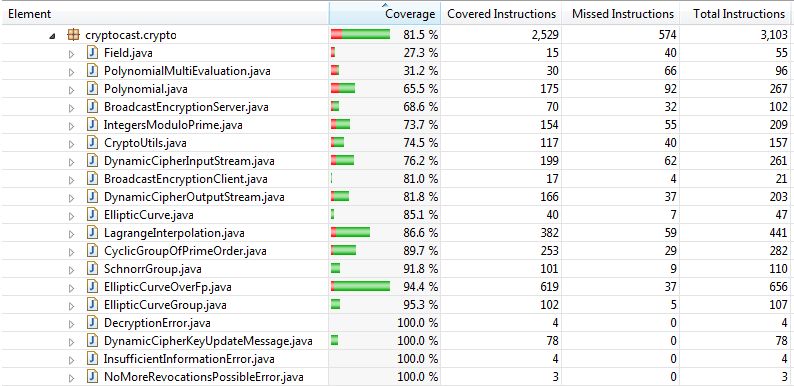 Element Coverage Covered Instructions Missed Instructions Total Instructions
cryptocast.crypto 81.5 % 2,529 574 3,103
Field.java 27.3 % 15 40 55
PolynomialMultiEvaluation.java 31.2 % 30 66 96
Polynomial.java 65.5 % 175 92 267
BroadcastEncryptionServer.java 68.6 % 70 32 102
IntegersModuloPrime.java 73.7 % 154 55 209
CryptoUtils.java 74.5 % 117 40 157
DynamicCipherInputStream.java 76.2 % 199 62 261
BroadcastEncryptionClient.java 81.0 % 17 4 21
DynamicCipherOutputStream.java 81.8 % 166 37 203
EllipticCurve.java 85.1 % 40 7 47
LagrangeInterpolation.java 86.6 % 382 59 441
CyclicGroupOfPrimeOrder.java 89.7 % 253 29 282
SchnorrGroup.java 91.8 % 101 9 110
EllipticCurveOverFp.java 94.4 % 619 37 656
EllipticCurveGroup.java 95.3 % 102 5 107
DecryptionError.java 100.0 % 4 0 4
DynamicCipherKeyUpdateMessage.java 100.0 % 78 0 78
InsufficientInformationError.java 100.0 % 4 0 4
NoMoreRevocationsPossibleError.java 100.0 % 3 0 3